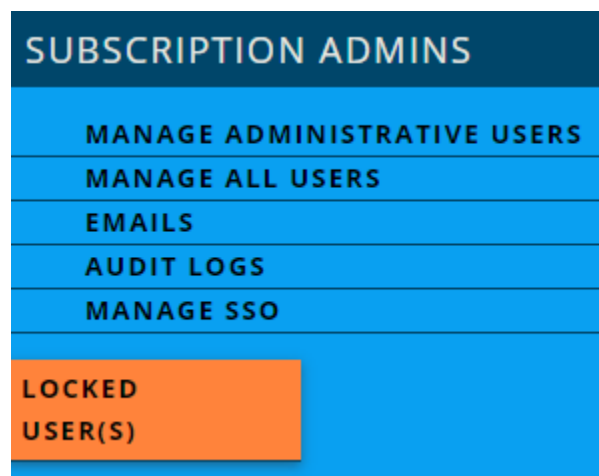 SUBSCRIPTION ADMINS
MANAGE ADMINISTRATIVE USERS
MANAGE ALL USERS
EMAILS
AUDIT LOGS
MANAGE SSO
LOCKED
USER(S)